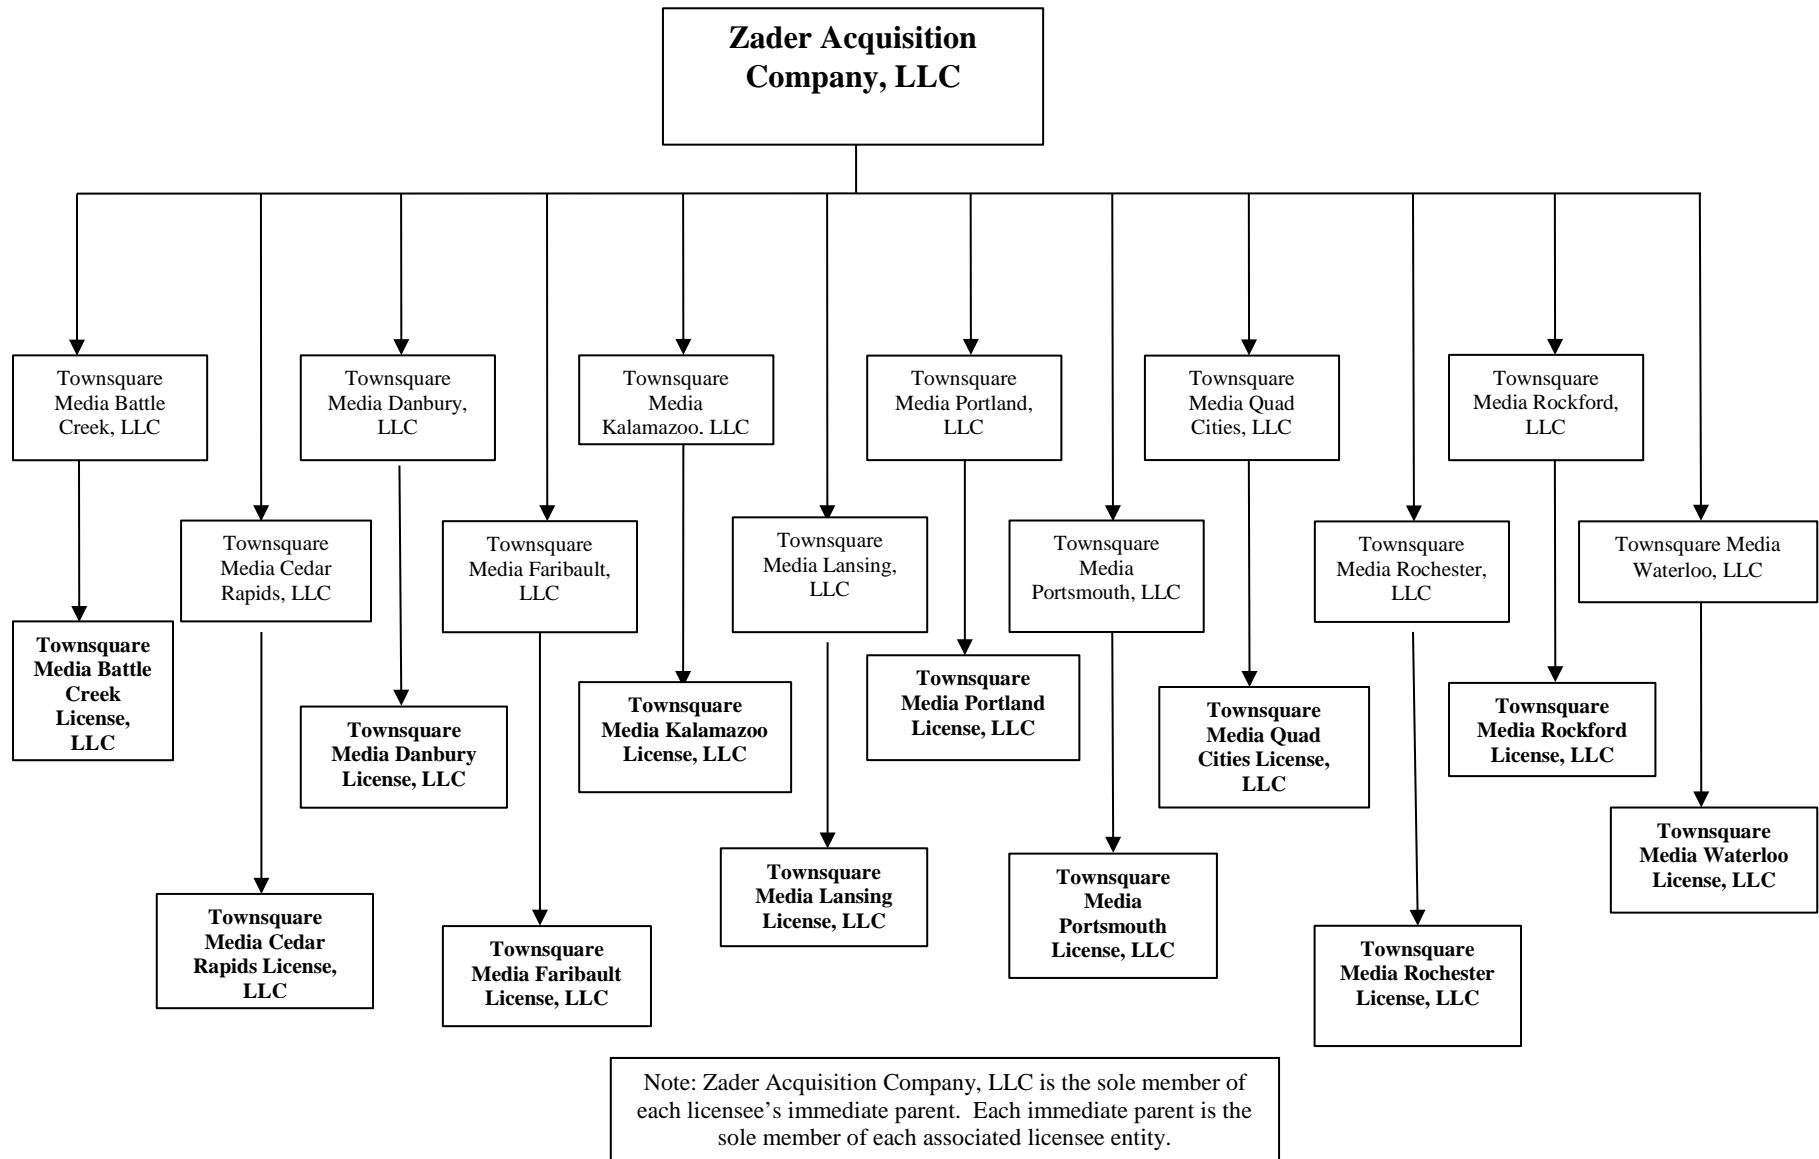 Zader Acquisition
Company, LLC
Townsquare
Media Battle
Creek, LLC
Townsquare
Media Danbury,
LLC
Townsquare
Media
Kalamazoo. LLC
Townsquare
Media Portland,
LLC
Townsquare
Media Quad
Cities, LLC
Townsquare
Media Rockford,
LLC
Townsquare
Media Cedar
Rapids, LLC
Townsquare
Media Faribault,
LLC
Townsquare
Media Lansing,
LLC
Townsquare
Media
Portsmouth, LLC
Townsquare
Media Rochester,
LLC
Townsquare Media
Waterloo, LLC
Townsquare
Media Battle
Creek
License,
LLC
Townsquare
Media Danbury
License, LLC
Townsquare
Media Kalamazoo
License, LLC
Townsquare
Media Portland
License, LLC
Townsquare
Media Quad
Cities License,
LLC
Townsquare
Media Rockford
License, LLC
Townsquare
Media Cedar
Rapids License,
LLC
Townsquare
Media Faribault
License, LLC
Townsquare
Media Lansing
License, LLC
Townsquare
Media
Portsmouth
License, LLC
Townsquare
Media Rochester
License, LLC
Townsquare
Media Waterloo
License, LLC
Note: Zader Acquisition Company, LLC is the sole member of
each licensee’s immediate parent.  Each immediate parent is the
sole member of each associated licensee entity.